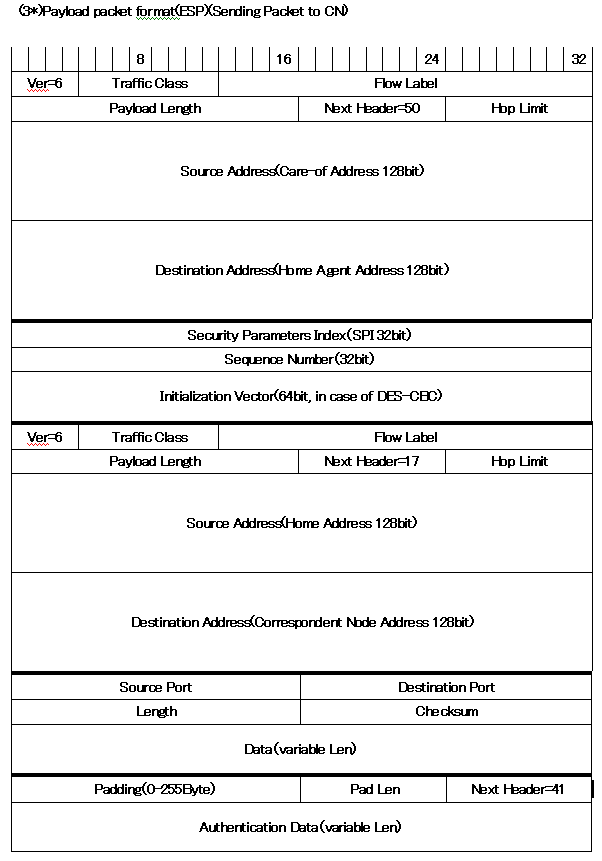 (3*)Payload packet format(ESP)(Sending Packet to CN)
8 16 24 32
Ver=6 Traffic Class Flow Label
Payload Length Next Header=50 Hop Limit
Source Address(Care-of Address 128bit)
Destination Address(Home Agent Address 128bit)
Security Parameters Index(SPI 32bit)
Sequence Number(32bit)
Initialization Vector(64bit, in case of DES-CBC)
Ver=6 Traffic Class Flow Label
Payload Length Next Header=17 Hop Limit
Source Address(Home Address 128bit)
Destination Address(Correspondent Node Address 128bit)
Source Port Destination Port
Length Checksum
Data(variable Len)
Padding(0-255Byte) Pad Len Next Header=41
Authentication Data(variable Len)